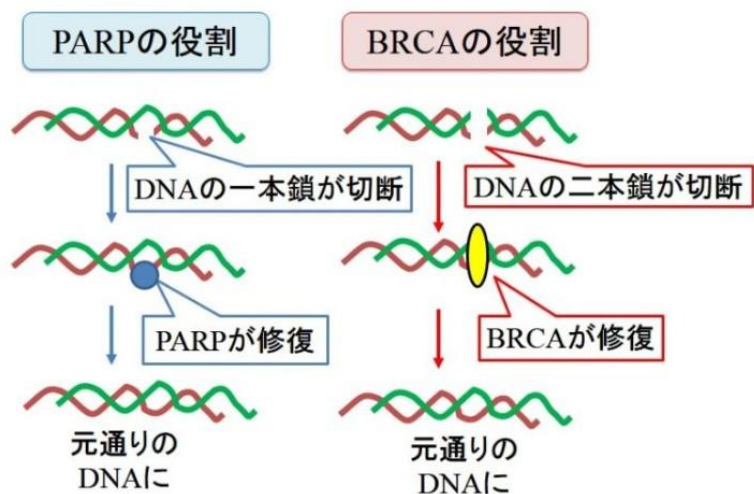 PARPの役割
DNAの一本鎖が切断
PARPが修復
元通りの
DNAに
BRCAの役割
DNAの二本鎖が切断
BRCAが修復
元通りの
DNAに